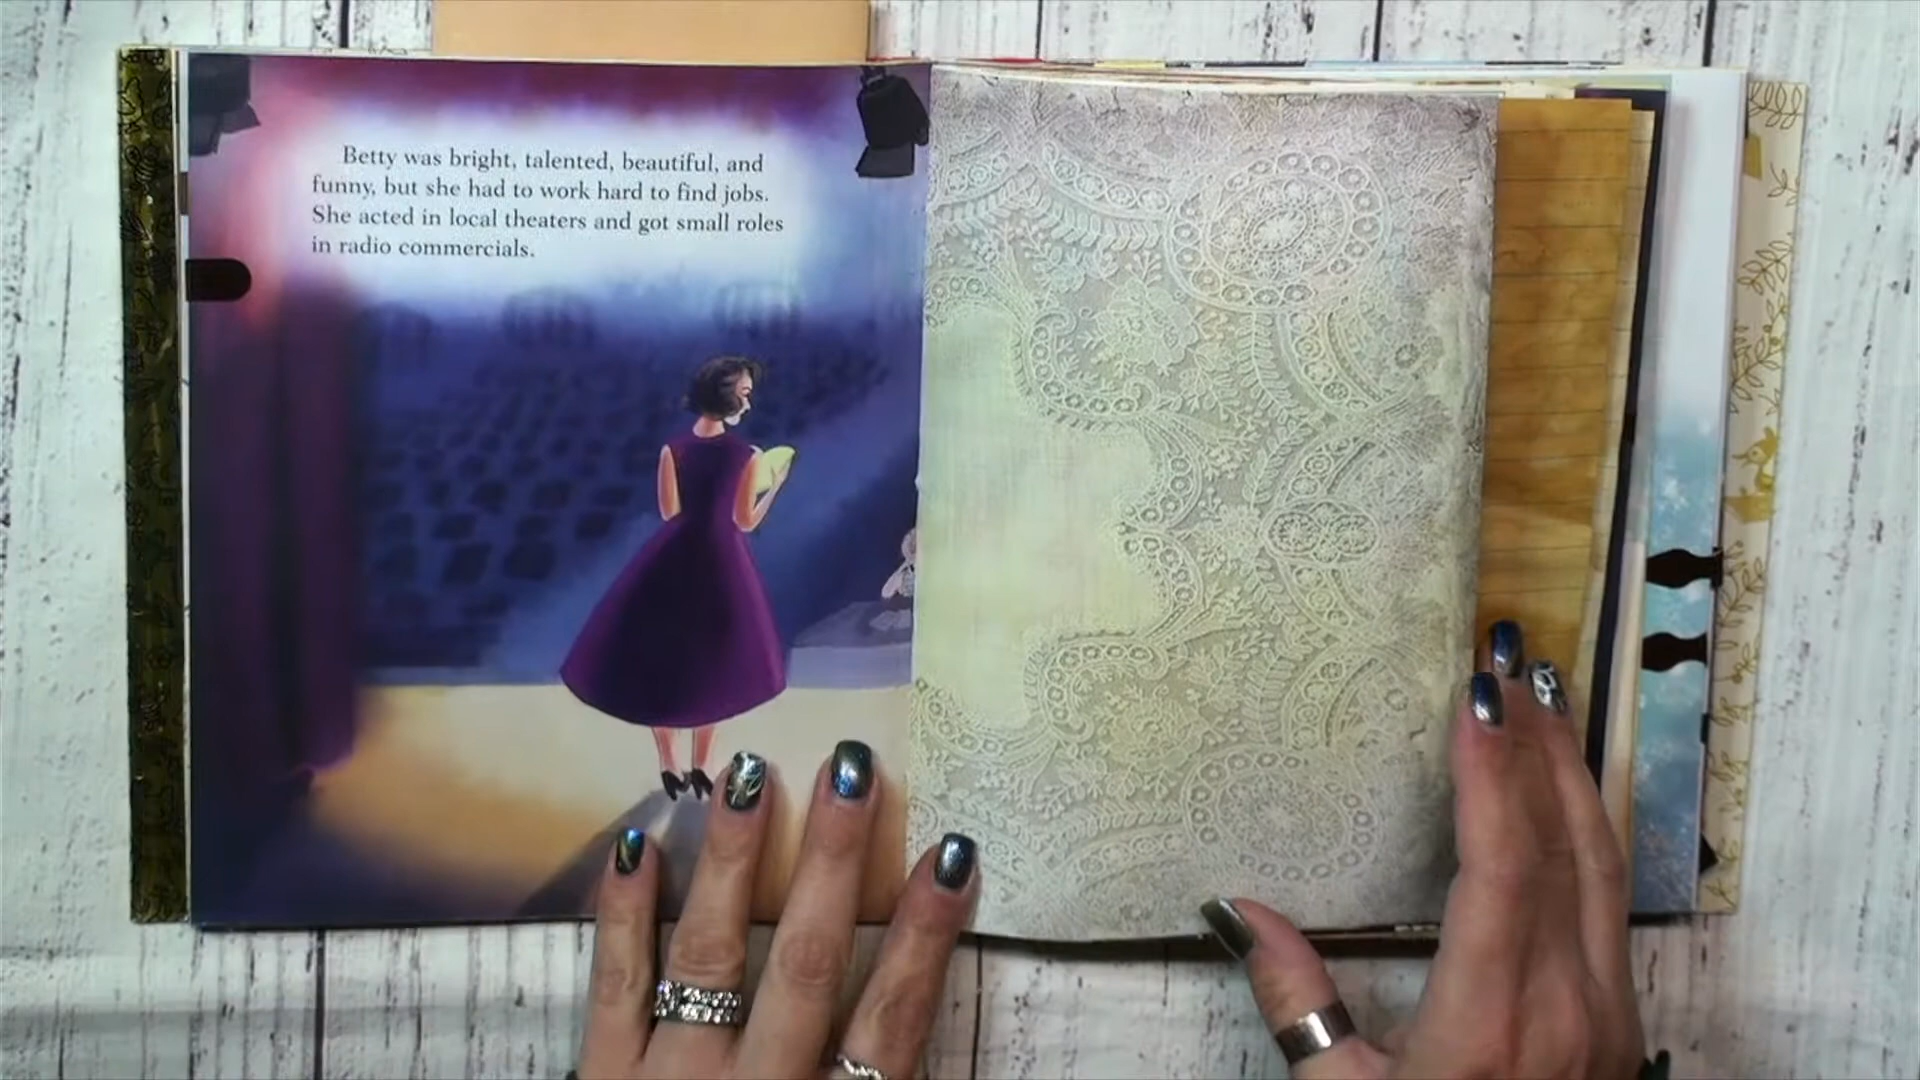 Betty was bright, talented, beautiful, and
funny, but she had to work hard to find jobs.
She acted in local theaters and got small roles
in radio commercials.